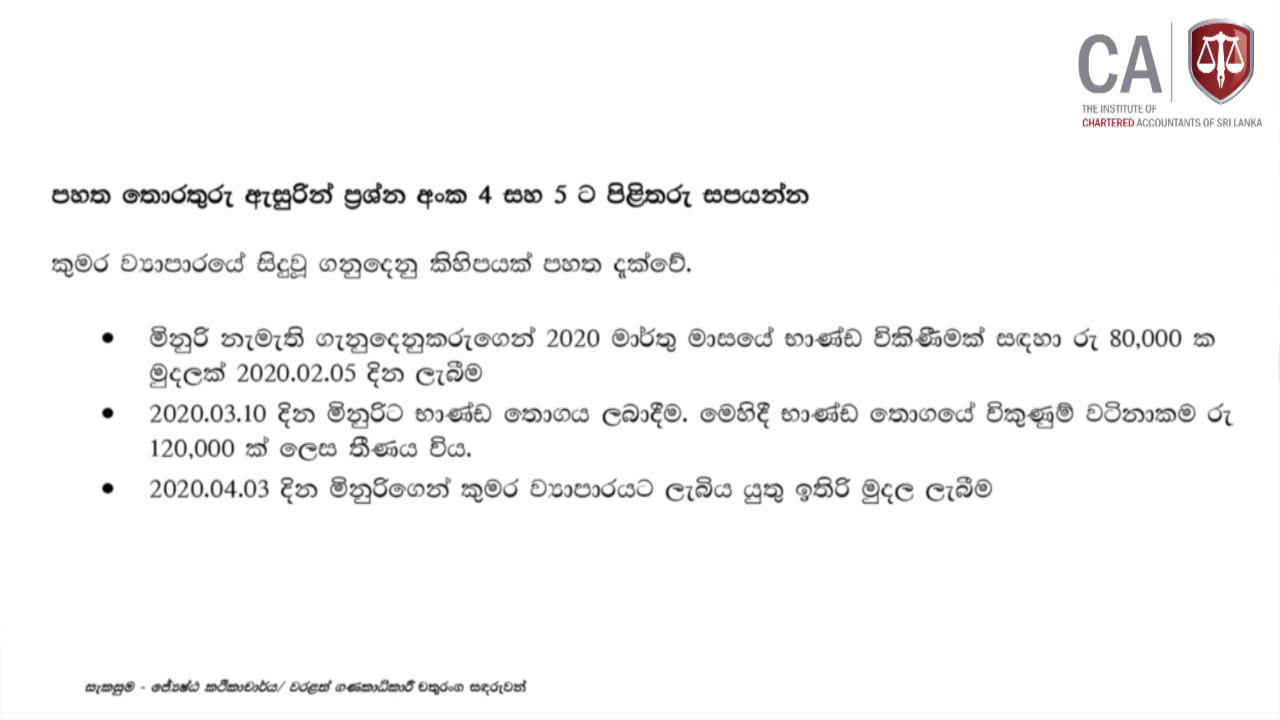 CA
THE INSTITUTE OF
CHARTERED ACCOUNTANTS OF SRI LANKA
පහත තොරතුරු ඇසුරින් ප්‍රශ්න අංක 4 සහ 5 ට පිළිතරු සපයන්න
කුමර ව්‍යාපාරයේ සිදුවූ ගනුදෙනු කිහිපයක් පහත දැක්වේ.
• මිනුරි නැමැති ගැනුදෙනුකරුගෙන් 2020 මාර්තු මාසයේ භාණ්ඩ විකිණීමක් සඳහා රු 80,000 ක
මුදලක් 2020.02.05 දින ලැබීම
• 2020.03.10 දින මිනුරිට භාණ්ඩ තොගය ලබාදීම. මෙහිදී භාණ්ඩ තොගයේ විකුණුම් වටිනාකම රු
120,000 ක් ලෙස තීණය විය.
• 2020.04.03 දින මිනුරිගෙන් කුමර ව්‍යාපාරයට ලැබිය යුතු ඉතිරි මුදල ලැබීම
සැකසුම - ජ්‍යේෂ්ඨ කථිකාචාර්ය/ වරළත් ගණකාධිකාරී චතුරංග සඳරුවන්